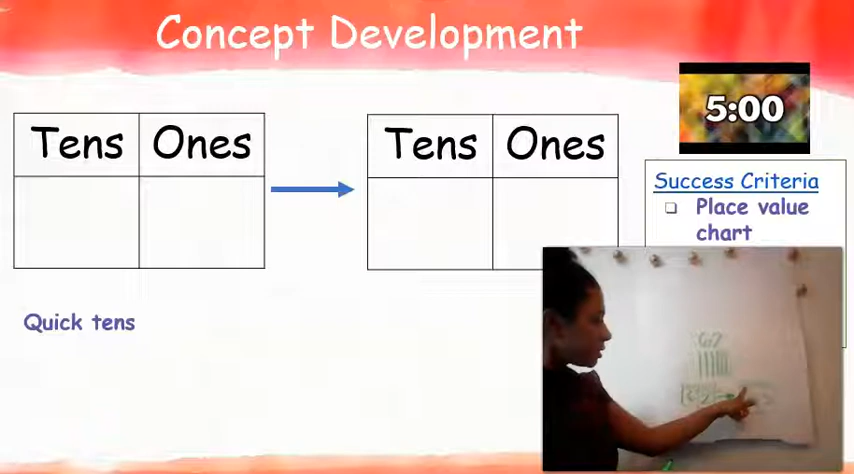 Concept Development
5:00
Tens Ones
Tens Ones
Success Criteria
Place value
chart
Quick tens